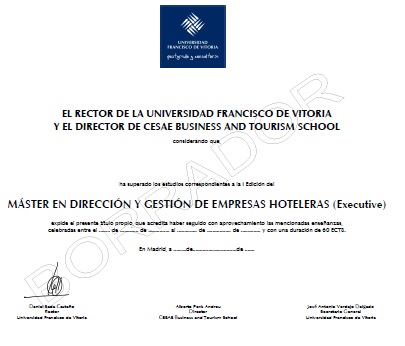 UNIVERSIDAD
FRANCISCO DE VITORIA
postgrado y consultoría
EL RECTOR DE LA UNIVERSIDAD FRANCISCO DE VITORIA
Y EL DIRECTOR DE CESAE BUSINESS AND TOURISM SCHOOL
considerando que
ha superado los estudios correspondientes a la I Edición del
MÁSTER EN DIRECCIÓN Y GESTIÓN DE EMPRESAS HOTELERAS (Executive)
expide el presente título propio, que acredita haber seguido con aprovechamiento las mencionadas enseñanzas,
celebradas entre el ....... de ............ de ............ al ............ de ............ de ............ y con una duración de 60 ECTS.
En Madrid, a ........de..........................de.......
BORRADOR
Daniel Sada Castaño
Rector
Universidad Francisco de Vitoria
Alberto Pont Andreu
Director
CESAE Business and Tourism School
José Antonio Verdejo Delgado
Secretario General
Universidad Francisco de Vitoria